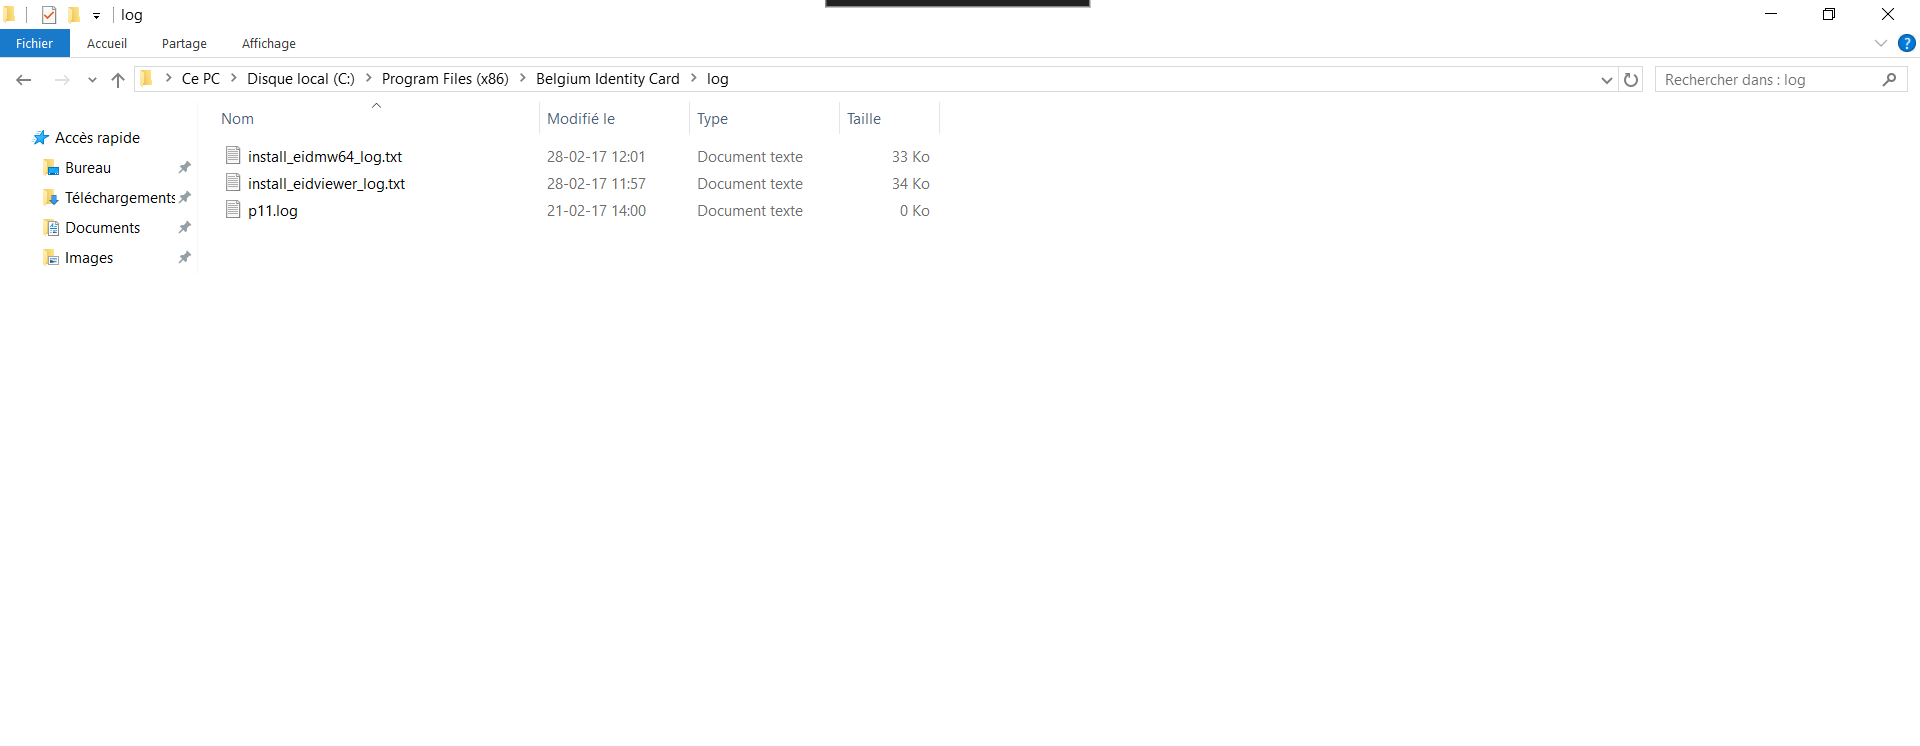 log
Fichier Accueil Partage Affichage ?
Ce PC Disque local (C:) Program Files (x86) Belgium Identity Card log Rechercher dans : log
Nom Modifié le Type Taille
Accès rapide
Bureau
Téléchargements
Documents
Images
install_eidmw64_log.txt 28-02-17 12:01 Document texte 33 Ko
install_eidviewer_log.txt 28-02-17 11:57 Document texte 34 Ko
p11.log 21-02-17 14:00 Document texte 0 Ko